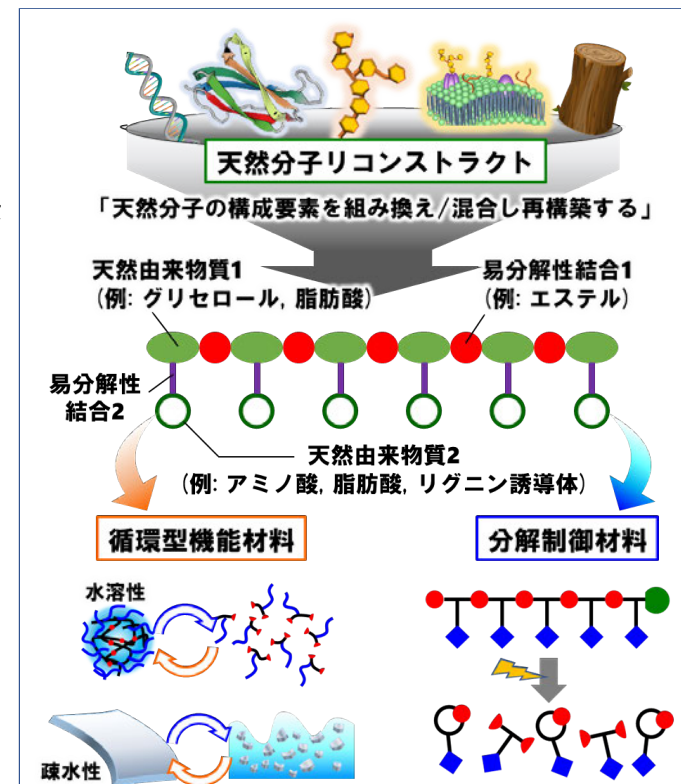 天然分子リコンストラクト
「天然分子の構成要素を組み換え/混合し再構築する」
天然由来物質1
(例: グリセロール, 脂肪酸)
易分解性結合1
(例: エステル)
易分解性
結合2
天然由来物質2
(例: アミノ酸, 脂肪酸, リグニン誘導体)
循環型機能材料
分解制御材料
水溶性
疎水性